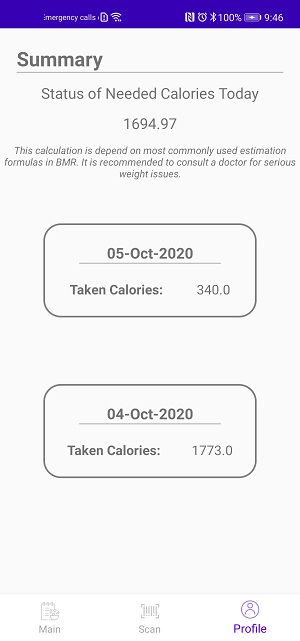 Emergency calls 100% 9:46
Summary
Status of Needed Calories Today
1694.97
This calculation is depend on most commonly used estimation
formulas in BMR. It is recommended to consult a doctor for serious
weight issues.
05-Oct-2020
Taken Calories: 340.0
04-Oct-2020
Taken Calories: 1773.0
Main Scan Profile